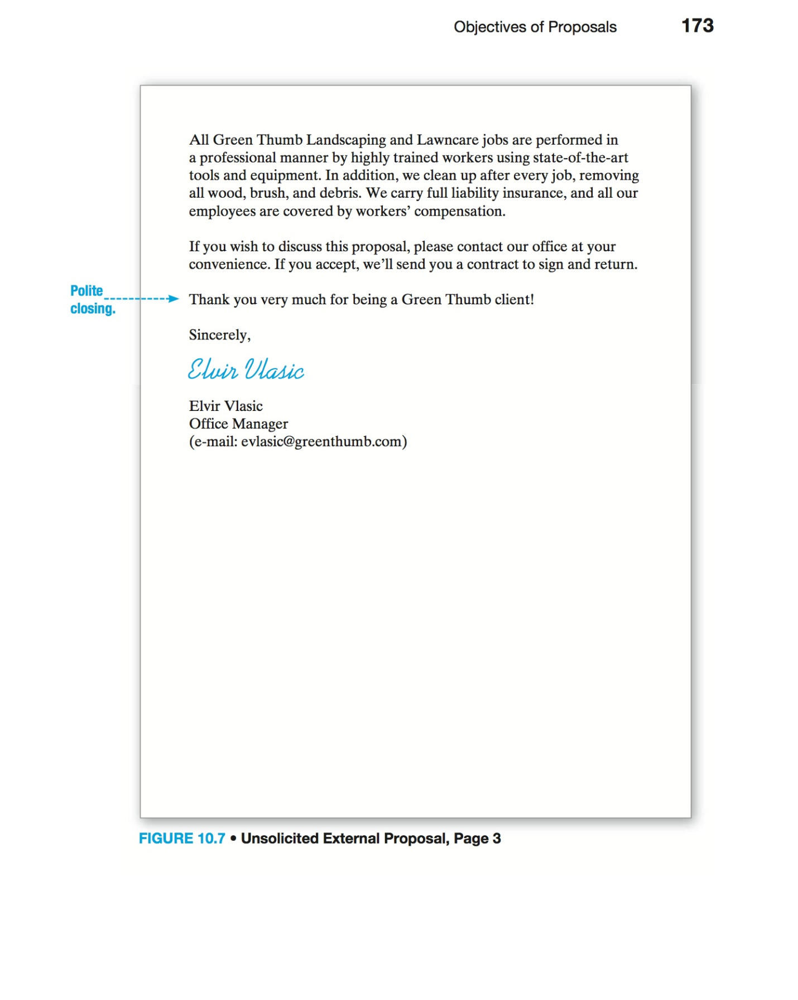 Objectives of Proposals 173
All Green Thumb Landscaping and Lawncare jobs are performed in
a professional manner by highly trained workers using state-of-the-art
tools and equipment. In addition, we clean up after every job, removing
all wood, brush, and debris. We carry full liability insurance, and all our
employees are covered by workers’ compensation.
If you wish to discuss this proposal, please contact our office at your
convenience. If you accept, we’ll send you a contract to sign and return.
Polite
closing.
Thank you very much for being a Green Thumb client!
Sincerely,
Elvir Vlasic
Elvir Vlasic
Office Manager
(e-mail: evlasic@greenthumb.com)
FIGURE 10.7 • Unsolicited External Proposal, Page 3